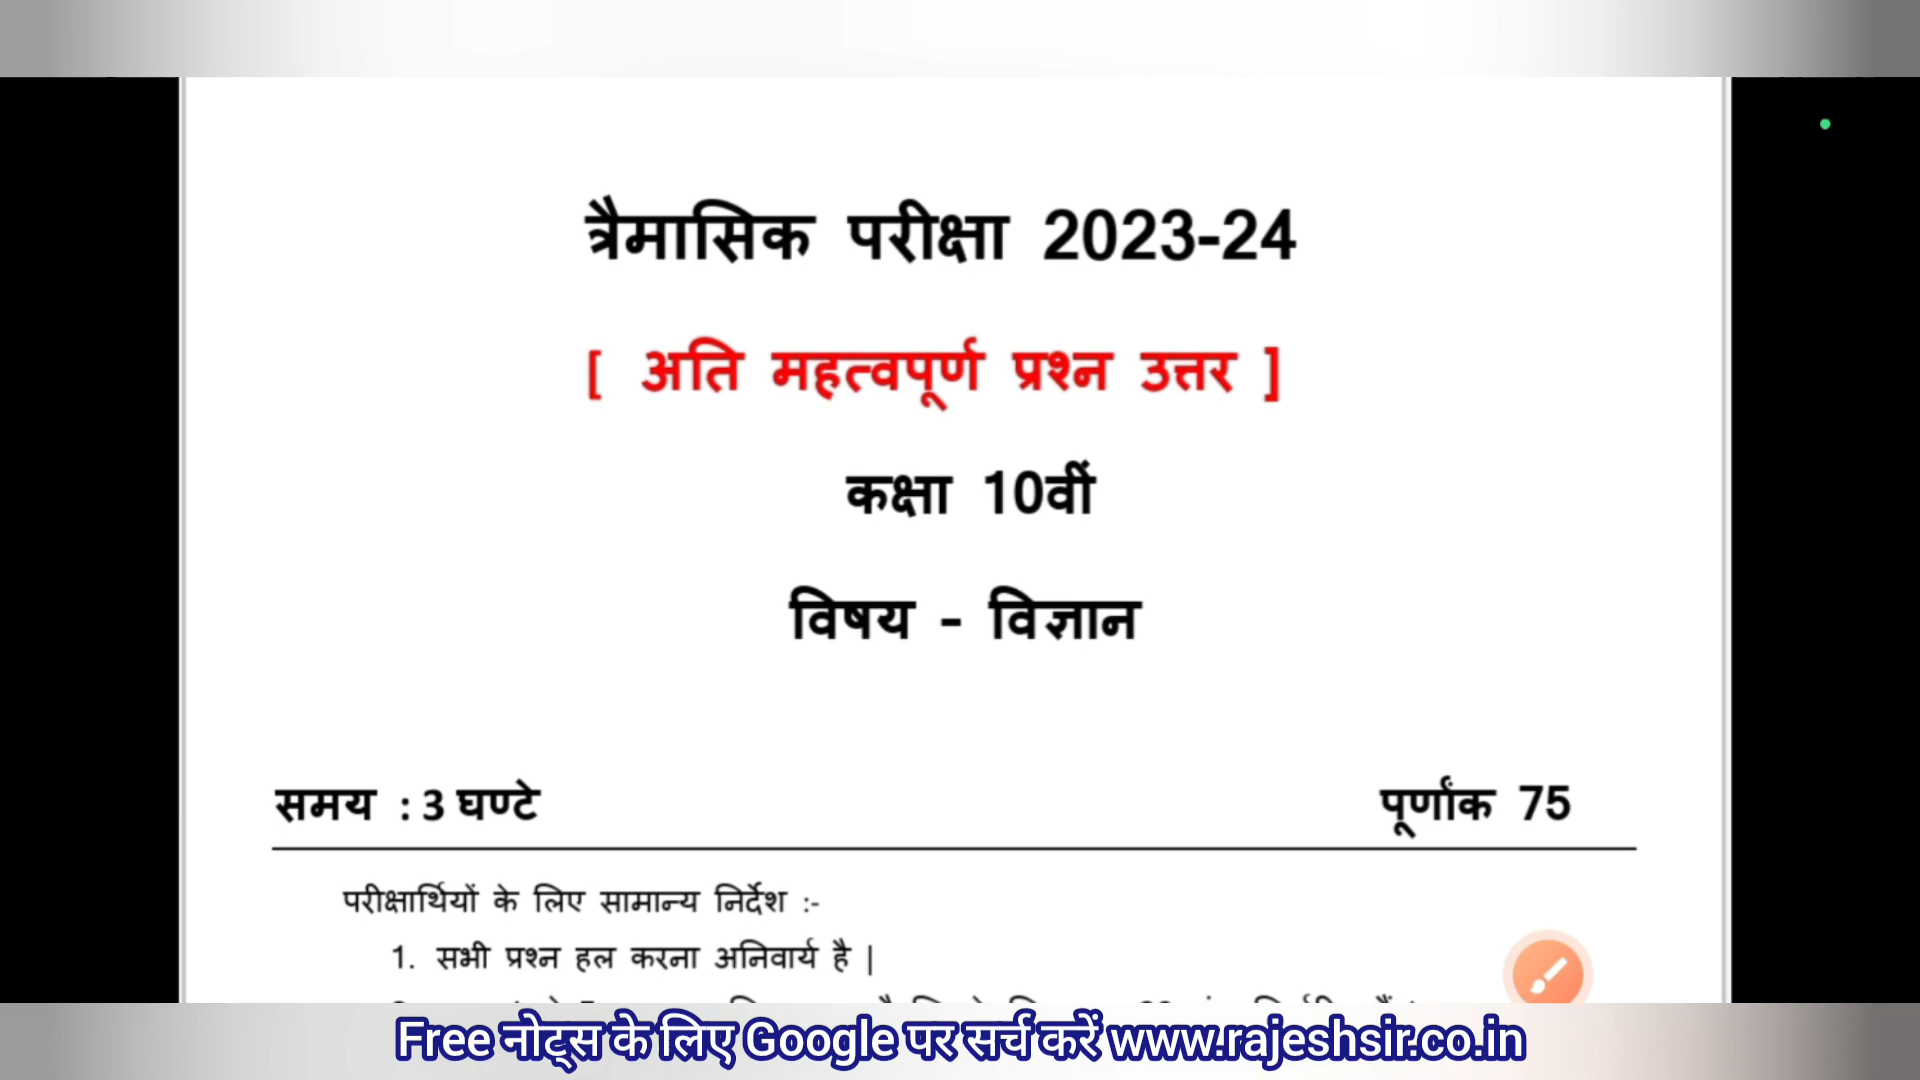 त्रैमासिक परीक्षा 2023-24
[ अति महत्वपूर्ण प्रश्न उत्तर ]
कक्षा 10वीं
विषय - विज्ञान
समय : 3 घण्टे पूर्णांक 75
परीक्षार्थियों के लिए सामान्य निर्देश :-
1. सभी प्रश्न हल करना अनिवार्य है |
Free नोट्स के लिए Google पर सर्च करें www.rajeshsir.co.in